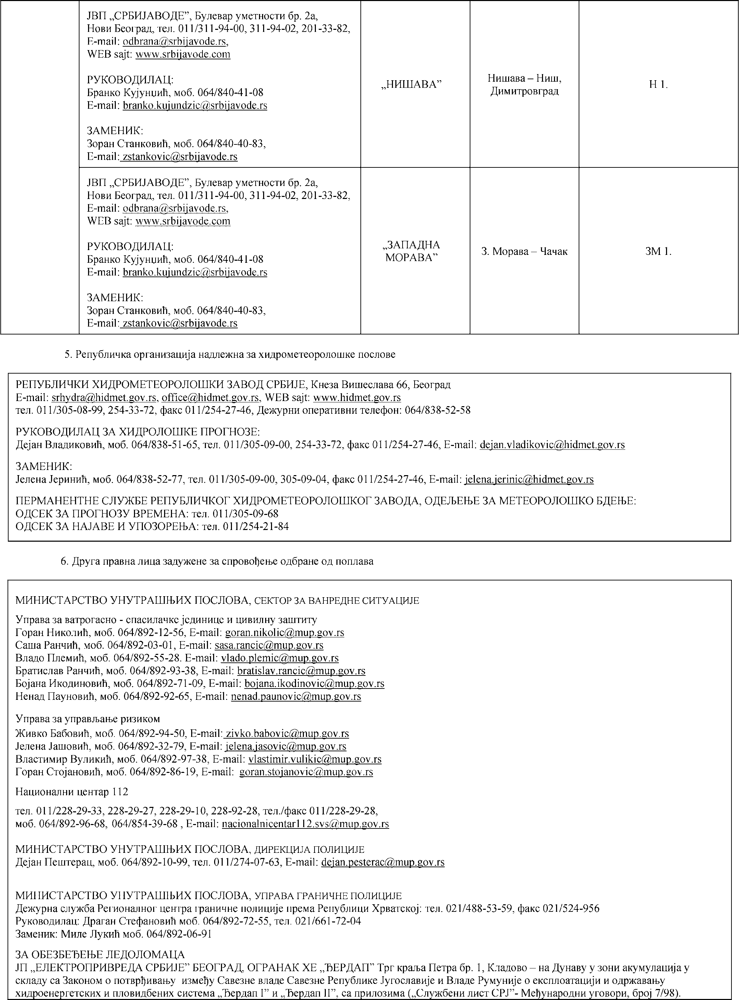 ЈВП „СРБИЈАВОДЕ”, Булевар уметности бр. 2а,
Нови Београд, тел. 011/311-94-00, 311-94-02, 201-33-82,
E-mail: odbrana@srbijavode.rs,
WEB sajt: www.srbijavode.com
РУКОВОДИЛАЦ:
Бранко Кујунџић, моб. 064/840-41-08
E-mail: branko.kujundzic@srbijavode.rs
ЗАМЕНИК:
Зоран Станковић, моб. 064/840-40-83,
E-mail: zstankovic@srbijavode.rs
„НИШАВА”
Нишава – Ниш,
Димитровград
Н 1.
ЈВП „СРБИЈАВОДЕ”, Булевар уметности бр. 2а,
Нови Београд, тел. 011/311-94-00, 311-94-02, 201-33-82,
E-mail: odbrana@srbijavode.rs,
WEB sajt: www.srbijavode.com
РУКОВОДИЛАЦ:
Бранко Кујунџић, моб. 064/840-41-08
E-mail: branko.kujundzic@srbijavode.rs
ЗАМЕНИК:
Зоран Станковић, моб. 064/840-40-83,
E-mail: zstankovic@srbijavode.rs
„ЗАПАДНА
МОРАВА”
З. Морава – Чачак
ЗМ 1.
5. Републичка организација надлежна за хидрометеоролошке послове
РЕПУБЛИЧКИ ХИДРОМЕТЕОРОЛОШКИ ЗАВОД СРБИЈЕ, Кнеза Вишеслава 66, Београд
E-mail: srhydra@hidmet.gov.rs, office@hidmet.gov.rs, WEB sajt: www.hidmet.gov.rs
тел. 011/305-08-99, 254-33-72, факс 011/254-27-46, Дежурни оперативни телефон: 064/838-52-58
РУКОВОДИЛАЦ ЗА ХИДРОЛОШКЕ ПРОГНОЗЕ:
Дејан Владиковић, моб. 064/838-51-65, тел. 011/305-09-00, 254-33-72, факс 011/254-27-46, E-mail: dejan.vladikovic@hidmet.gov.rs
ЗАМЕНИК:
Јелена Јеринић, моб. 064/838-52-77, тел. 011/305-09-00, 305-09-04, факс 011/254-27-46, E-mail: jelena.jerinic@hidmet.gov.rs
ПЕРМАНЕНТНЕ СЛУЖБЕ РЕПУБЛИЧКОГ ХИДРОМЕТЕОРОЛОШКОГ ЗАВОДА, ОДЕЉЕЊЕ ЗА МЕТЕОРОЛОШКО БДЕЊЕ:
ОДСЕК ЗА ПРОГНОЗУ ВРЕМЕНА: тел. 011/305-09-68
ОДСЕК ЗА НАЈАВЕ И УПОЗОРЕЊА: тел. 011/254-21-84
6. Друга правна лица задужене за спровођење одбране од поплава
МИНИСТАРСТВО УНУТРАШЊИХ ПОСЛОВА, СЕКТОР ЗА ВАНРЕДНЕ СИТУАЦИЈЕ
Управа за ватрогасно - спасилачке јединице и цивилну заштиту
Горан Николић, моб. 064/892-12-56, E-mail: goran.nikolic@mup.gov.rs
Саша Ранчић, моб. 064/892-03-01, E-mail: sasa.rancic@mup.gov.rs
Владо Племић, моб. 064/892-55-28. E-mail: vlado.plemic@mup.gov.rs
Братислав Ранчић, моб. 064/892-93-38, E-mail: bratislav.rancic@mup.gov.rs
Бојана Икодиновић, моб. 064/892-71-09, E-mail: bojana.ikodinovic@mup.gov.rs
Ненад Пауновић, моб. 064/892-92-65, E-mail: nenad.paunovic@mup.gov.rs
Управа за управљање ризиком
Живко Бабовић, моб. 064/892-94-50, E-mail: zivko.babovic@mup.gov.rs
Јелена Јашовић, моб. 064/892-32-79, E-mail: jelena.jasovic@mup.gov.rs
Властимир Вуликић, моб. 064/892-97-38, E-mail: vlastimir.vulikic@mup.gov.rs
Горан Стојановић, моб. 064/892-86-19, E-mail: goran.stojanovic@mup.gov.rs
Национални центар 112
тел. 011/228-29-33, 228-29-27, 228-29-10, 228-92-28, тел./факс 011/228-29-28,
моб. 064/892-96-68, 064/854-39-68 , E-mail: nacionalnicentar112.svs@mup.gov.rs
МИНИСТАРСТВО УНУТРАШЊИХ ПОСЛОВА, ДИРЕКЦИЈА ПОЛИЦИЈЕ
Дејан Пештерац, моб. 064/892-10-99, тел. 011/274-07-63, E-mail: dejan.pesterac@mup.gov.rs
МИНИСТАРСТВО УНУТРАШЊИХ ПОСЛОВА, УПРАВА ГРАНИЧНЕ ПОЛИЦИЈЕ
Дежурна служба Регионалног центра граничне полиције према Републици Хрватској: тел. 021/488-53-59, факс 021/524-956
Руководилац: Драган Стефановић моб. 064/892-72-55, тел. 021/661-72-04
Заменик: Миле Лукић моб. 064/892-06-91
ЗА ОБЕЗБЕЂЕЊЕ ЛЕДОЛОМАЦА
ЈП „ЕЛЕКТРОПРИВРЕДА СРБИЈЕ” БЕОГРАД, ОГРАНАК ХЕ „ЂЕРДАП” Трг краља Петра бр. 1, Кладово – на Дунаву у зони акумулација у
складу са Законом о потврђивању између Савезне владе Савезне Републике Југославије и Владе Румуније о експлоатацији и одржавању
хидроенергетских и пловидбених система „Ђердап I” и „Ђердап II”, са прилозима („Службени лист СРЈ”- Међународни уговори, број 7/98).